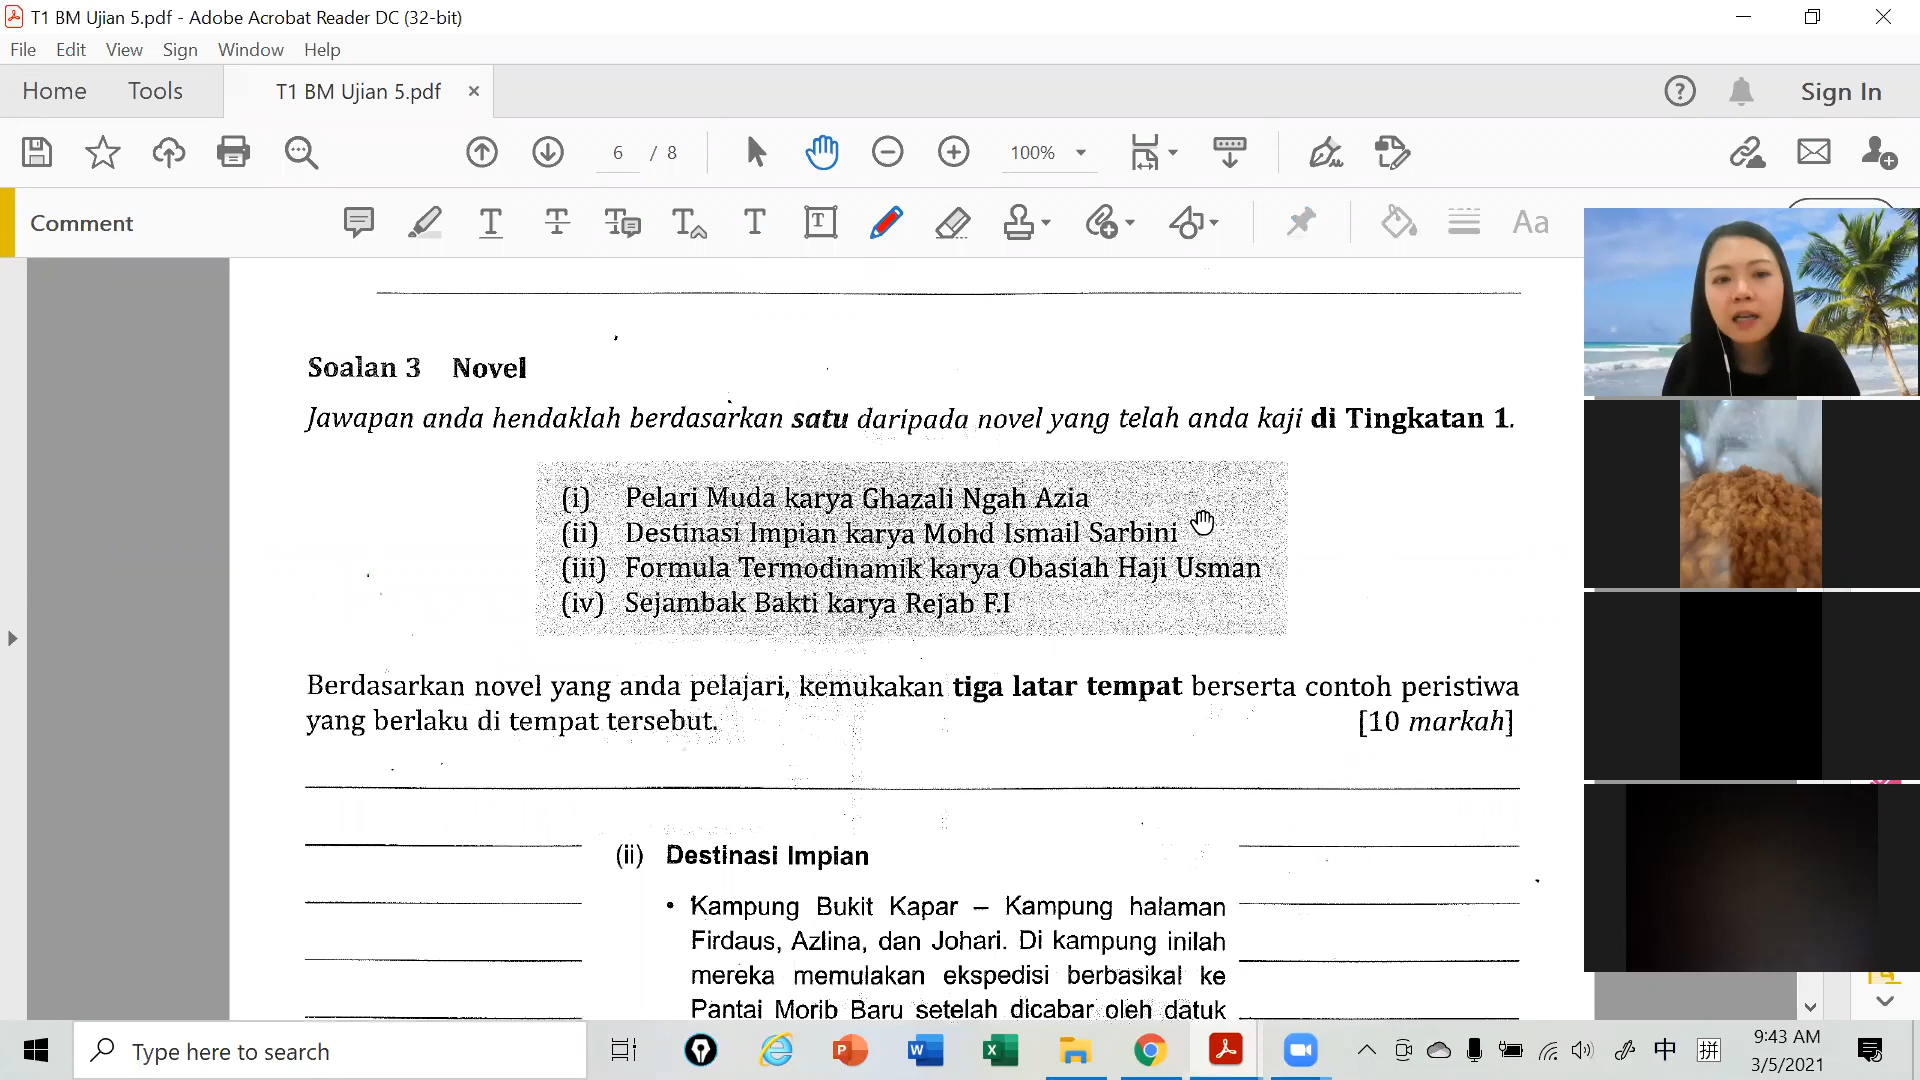 T1 BM Ujian 5.pdf - Adobe Acrobat Reader DC (32-bit)
File Edit View Sign Window Help
Home Tools T1 BM Ujian 5.pdf × Sign In
6 / 8 100%
Comment
Soalan 3 Novel
Jawapan anda hendaklah berdasarkan satu daripada novel yang telah anda kaji di Tingkatan 1.
(i) Pelari Muda karya Ghazali Ngah Azia
(ii) Destinasi Impian karya Mohd Ismail Sarbini
(iii) Formula Termodinamik karya Obasiah Haji Usman
(iv) Sejambak Bakti karya Rejab F.I
Berdasarkan novel yang anda pelajari, kemukakan tiga latar tempat berserta contoh peristiwa
yang berlaku di tempat tersebut. [10 markah]
(ii) Destinasi Impian
• Kampung Bukit Kapar – Kampung halaman
Firdaus, Azlina, dan Johari. Di kampung inilah
mereka memulakan ekspedisi berbasikal ke
Pantai Morib Baru setelah dicabar oleh datuk
Type here to search
中 拼
9:43 AM
3/5/2021